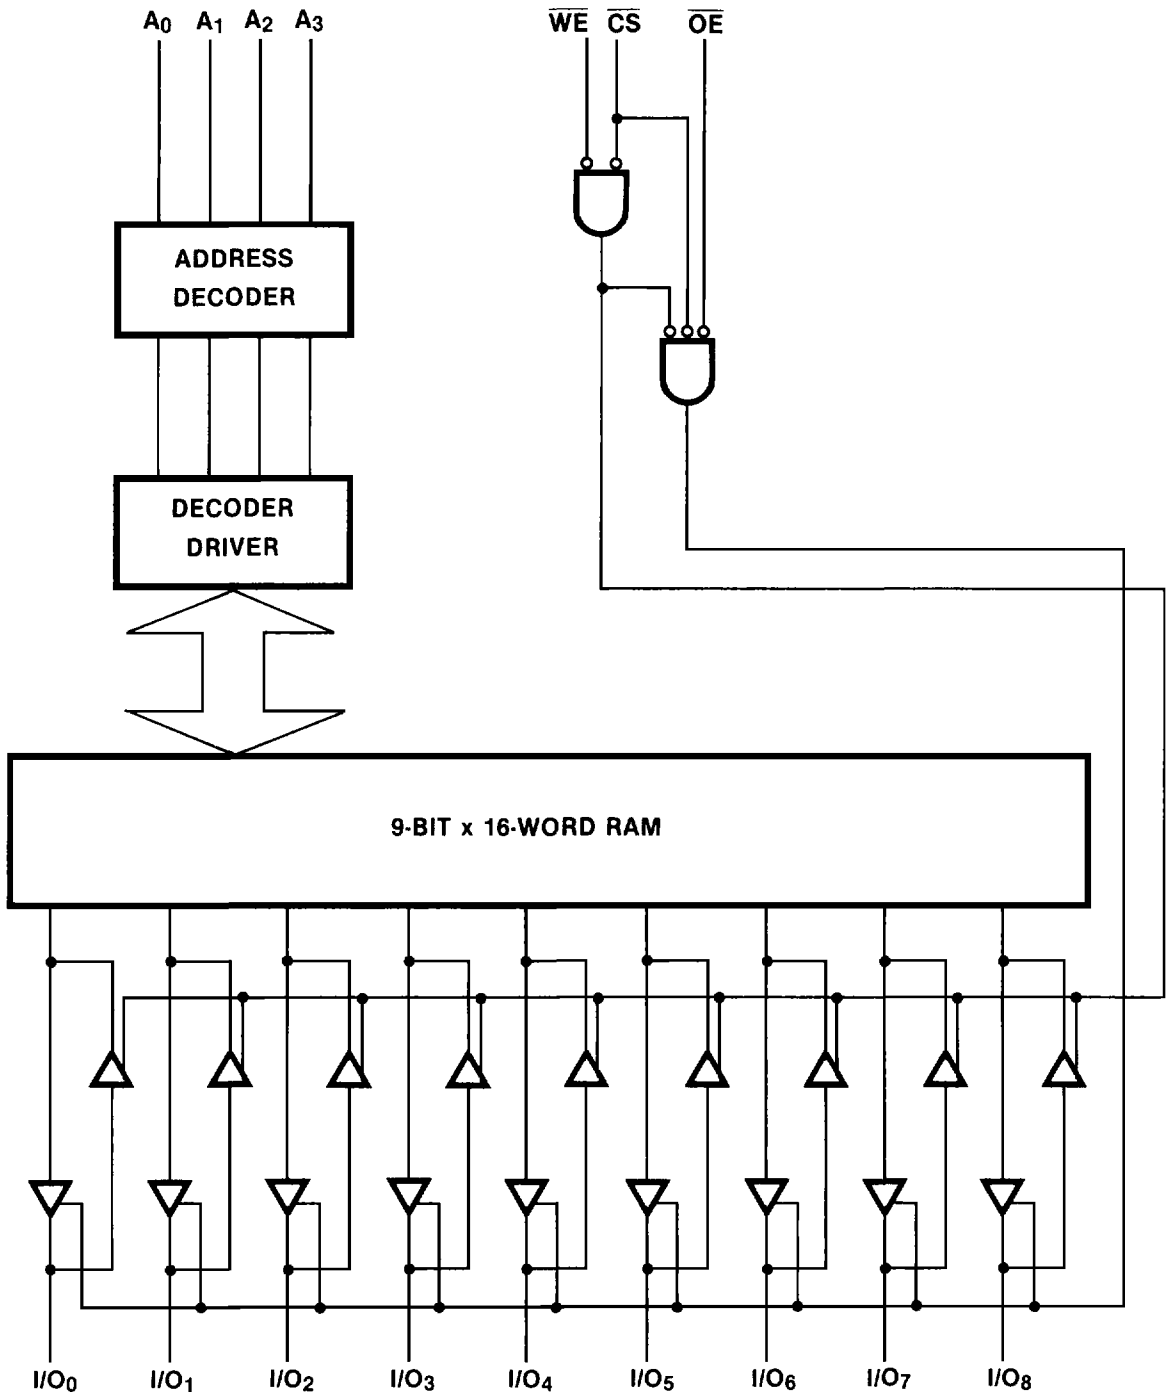 A0 A1 A2 A3 WE CS OE
ADDRESS
DECODER
DECODER
DRIVER
9-BIT x 16-WORD RAM
I/O0 I/O1 I/O2 I/O3 I/O4 I/O5 I/O6 I/O7 I/O8